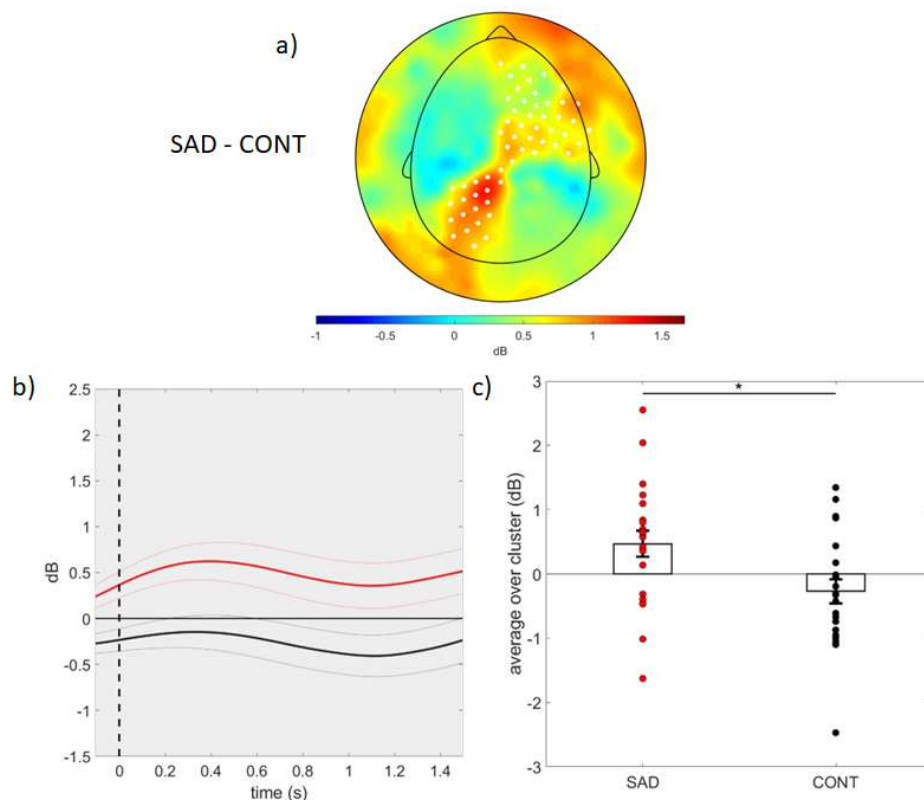 a)
SAD - CONT
-1 -0.5 0 0.5 1 1.5
dB
b)
2.5
2
1.5
1
0.5
0
-0.5
-1
-1.5
dB
0 0.2 0.4 0.6 0.8 1 1.2 1.4
time (s)
c)
*
3
2
1
0
-1
-2
-3
average over cluster (dB)
SAD CONT